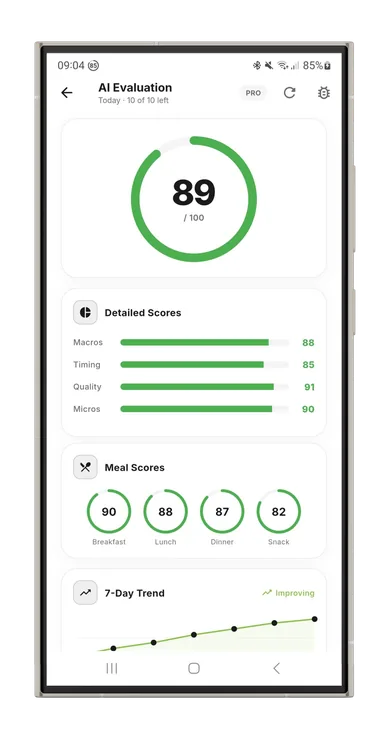 09:04 85 85%
AI Evaluation
Today · 10 of 10 left
PRO
89
/ 100
Detailed Scores
Macros 88
Timing 85
Quality 91
Micros 90
Meal Scores
90 88 87 82
Breakfast Lunch Dinner Snack
7-Day Trend Improving